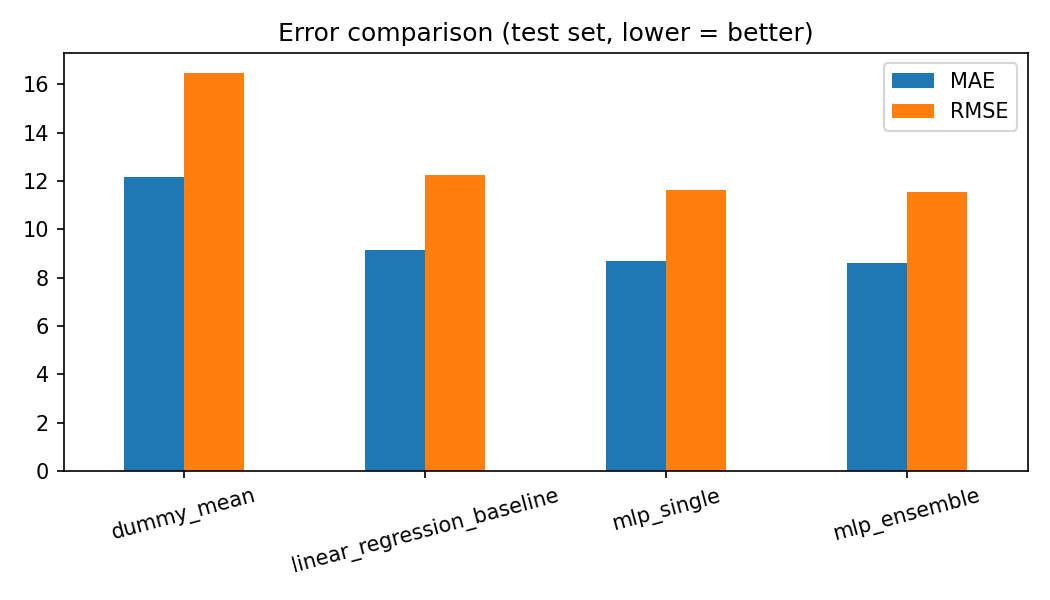 Error comparison (test set, lower = better)
MAE
RMSE
16
14
12
10
8
6
4
2
0
dummy_mean
linear_regression_baseline
mlp_single
mlp_ensemble